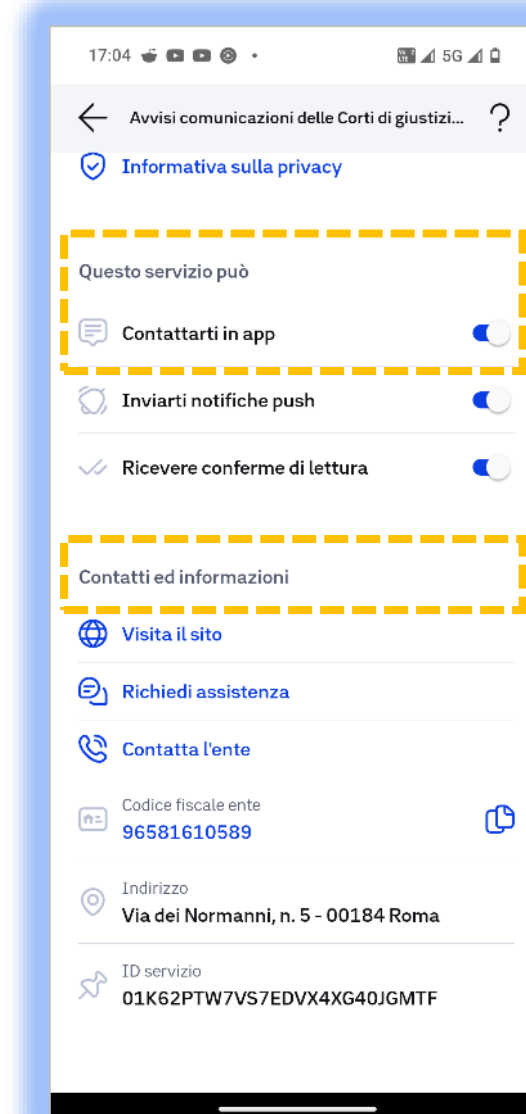 17:04
5G
Avvisi comunicazioni delle Corti di giustizi...
Informativa sulla privacy
Questo servizio può
Contattarti in app
Inviarti notifiche push
Ricevere conferme di lettura
Contatti ed informazioni
Visita il sito
Richiedi assistenza
Contatta l'ente
Codice fiscale ente
96581610589
Indirizzo
Via dei Normanni, n. 5 - 00184 Roma
ID servizio
01K62PTW7VS7EDVX4XG40JGMTF